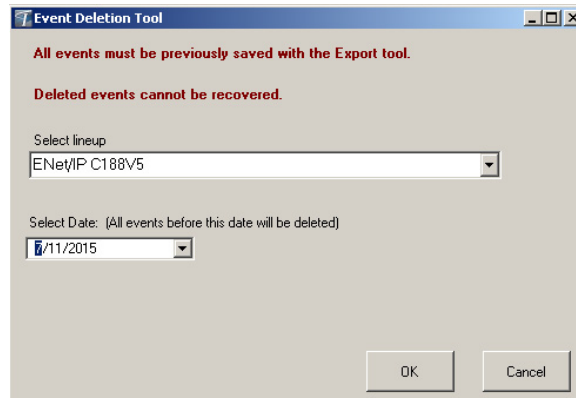 Event Deletion Tool
All events must be previously saved with the Export tool.
Deleted events cannot be recovered.
Select lineup
ENet/IP C188V5
Select Date: (All events before this date will be deleted)
7/11/2015
OK Cancel